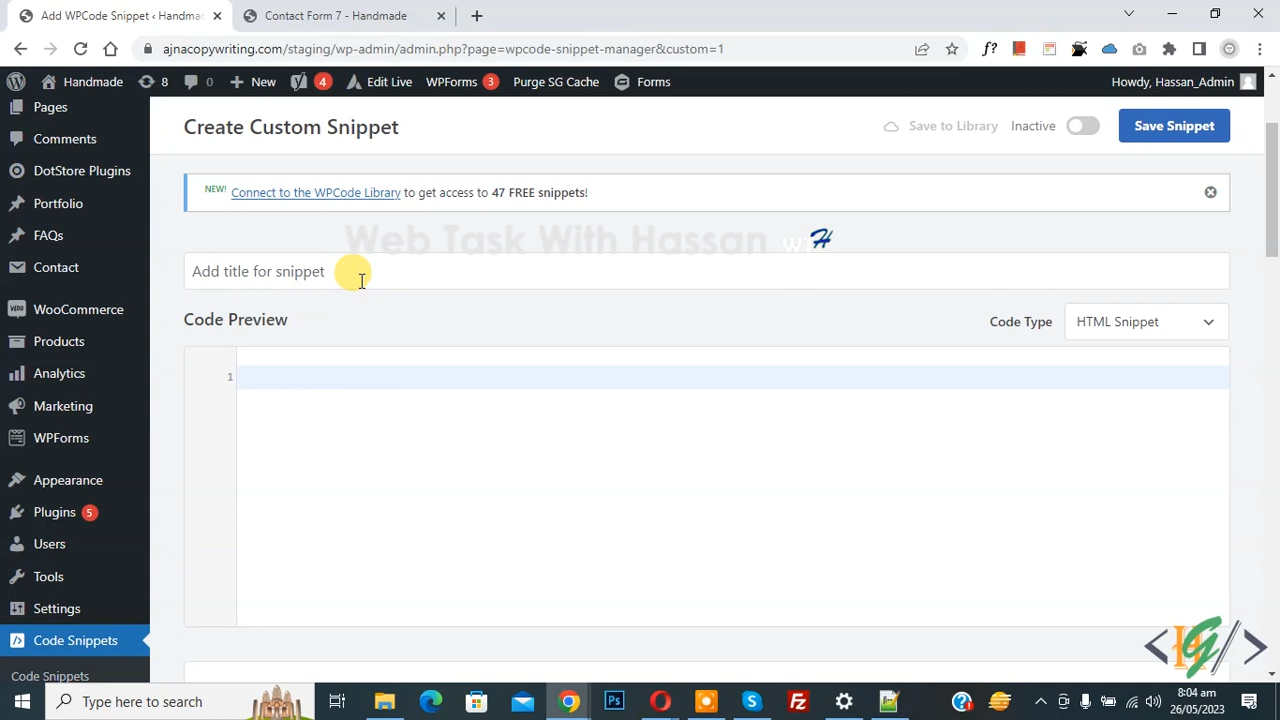 Add WPCode Snippet ‹ Handmad
Contact Form 7 - Handmade
ajnacopywriting.com/staging/wp-admin/admin.php?page=wpcode-snippet-manager&custom=1
f?
Handmade
8
0
New
4
Edit Live
WPForms
3
Purge SG Cache
Forms
Howdy, Hassan_Admin
Pages
Comments
DotStore Plugins
Portfolio
FAQs
Contact
WooCommerce
Products
Analytics
Marketing
WPForms
Appearance
Plugins
5
Users
Tools
Settings
Code Snippets
Code Snippets
Create Custom Snippet
Save to Library
Inactive
Save Snippet
NEW!
Connect to the WPCode Library to get access to 47 FREE snippets!
Web Task With Hassan
WTH
Add title for snippet
Code Preview
Code Type
HTML Snippet
1
HG
Type here to search
Ps
8:04 am
26/05/2023